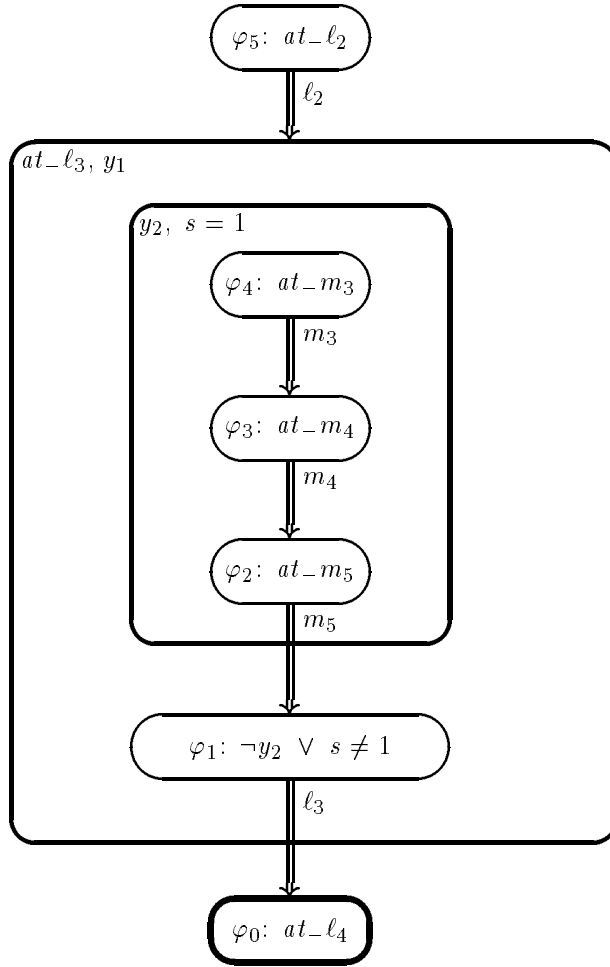 φ₅: at_ℓ₂
ℓ₂
at_ℓ₃, y₁
y₂, s = 1
φ₄: at_m₃
m₃
φ₃: at_m₄
m₄
φ₂: at_m₅
m₅
φ₁: ¬y₂ ∨ s ≠ 1
ℓ₃
φ₀: at_ℓ₄